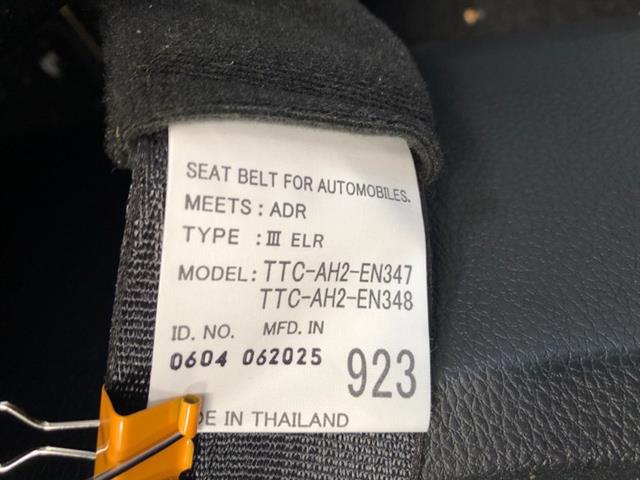 SEAT BELT FOR AUTOMOBILES.
MEETS : ADR
TYPE : III ELR
MODEL: TTC-AH2-EN347
TTC-AH2-EN348
ID. NO. MFD. IN
0604 062025 923
IN THAILAND